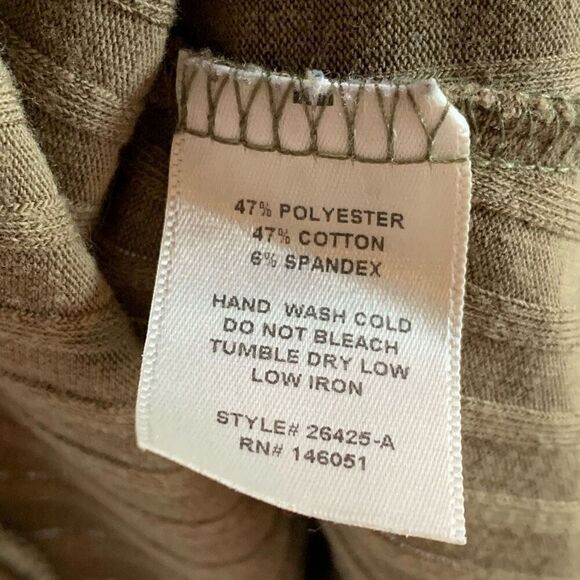 47% POLYESTER
47% COTTON
6% SPANDEX
HAND WASH COLD
DO NOT BLEACH
TUMBLE DRY LOW
LOW IRON
STYLE# 26425-A
RN# 146051